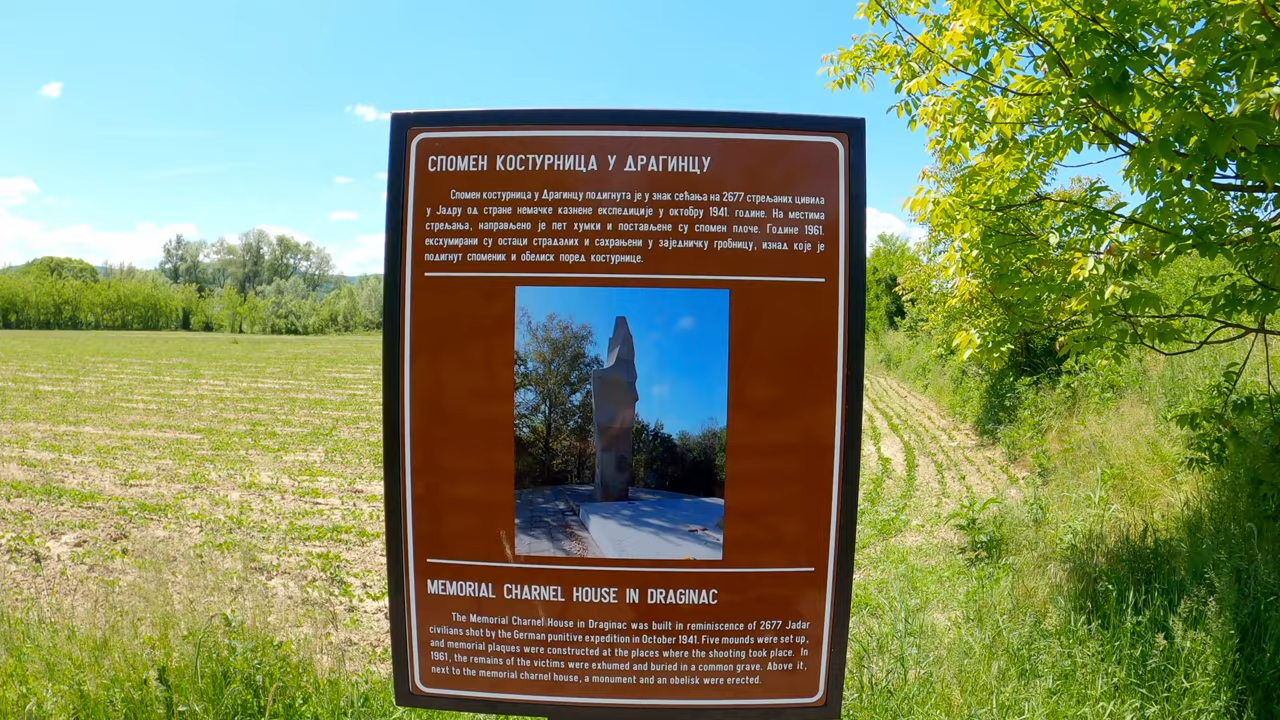 СПОМЕН КОСТУРНИЦА У ДРАГИНЦУ
Спомен костурница у Драгинцу подигнута је у знак сећања на 2677 стрељаних цивила
у Јадру од стране немачке казнене експедиције у октобру 1941. године. На местима
стрељања, направљено је пет хумки и постављене су спомен плоче. Године 1961.
ексхумирани су остаци страдалих и сахрањени у заједничку гробницу, изнад које је
подигнут споменик и обелиск поред костурнице.
MEMORIAL CHARNEL HOUSE IN DRAGINAC
The Memorial Charnel House in Draginac was built in reminiscence of 2677 Jadar
civilians shot by the German punitive expedition in October 1941. Five mounds were set up,
and memorial plaques were constructed at the places where the shooting took place. In
1961, the remains of the victims were exhumed and buried in a common grave. Above it,
next to the memorial charnel house, a monument and an obelisk were erected.